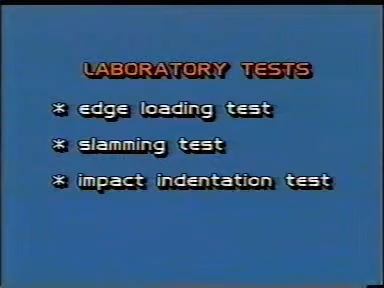 LABORATORY TESTS
* edge loading test
* slamming test
* impact indentation test